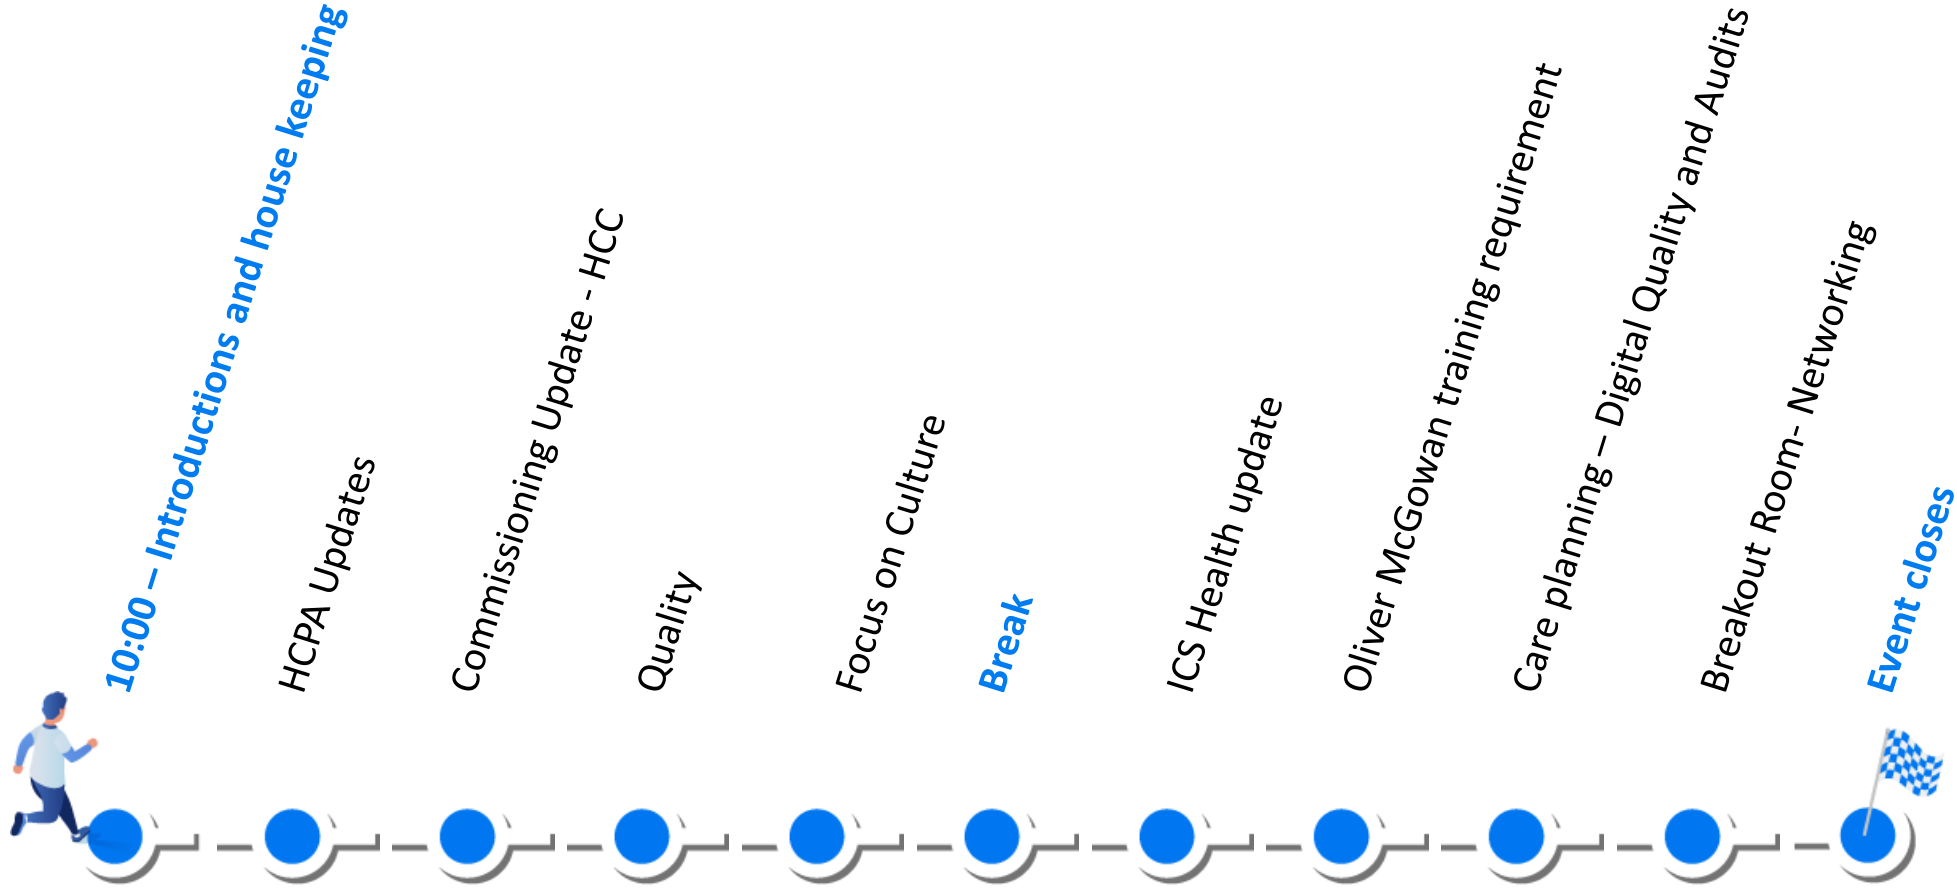 10:00 – Introductions and house keeping
HCPA Updates
Commissioning Update - HCC
Quality
Focus on Culture
Break
ICS Health update
Oliver McGowan training requirement
Care planning – Digital Quality and Audits
Breakout Room- Networking
Event closes